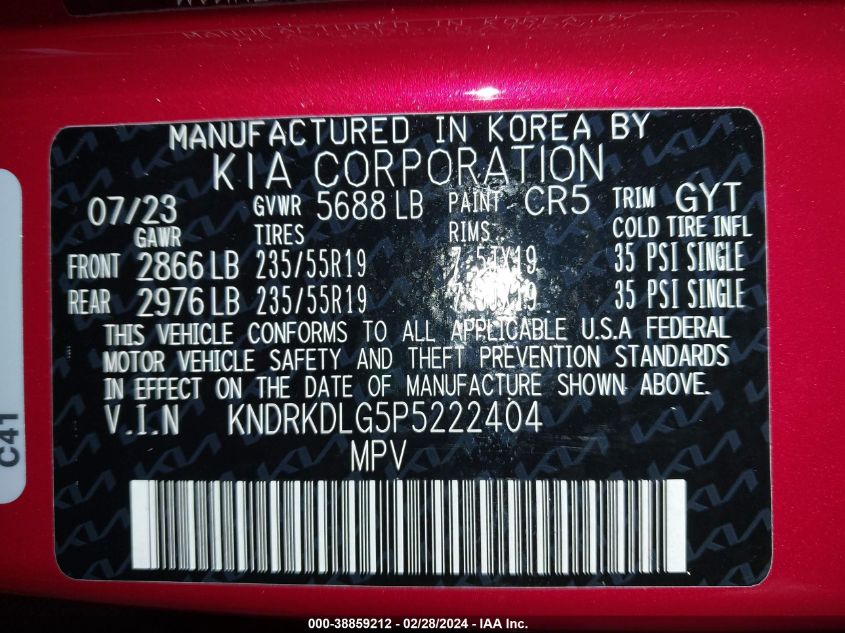 MANUFACTURED IN KOREA BY
KIA CORPORATION
07/23 GVWR 5688 LB PAINT CR5 TRIM GYT
GAWR TIRES RIMS COLD TIRE INFL
FRONT 2866 LB 235/55R19 7.5JX19 35 PSI SINGLE
REAR 2976 LB 235/55R19 35 PSI SINGLE
THIS VEHICLE CONFORMS TO ALL APPLICABLE U.S.A FEDERAL
MOTOR VEHICLE SAFETY AND THEFT PREVENTION STANDARDS
IN EFFECT ON THE DATE OF MANUFACTURE SHOWN ABOVE.
V.I.N KNDRKDLG5P5222404
MPV
C41
000-38859212 - 02/28/2024 - IAA Inc.